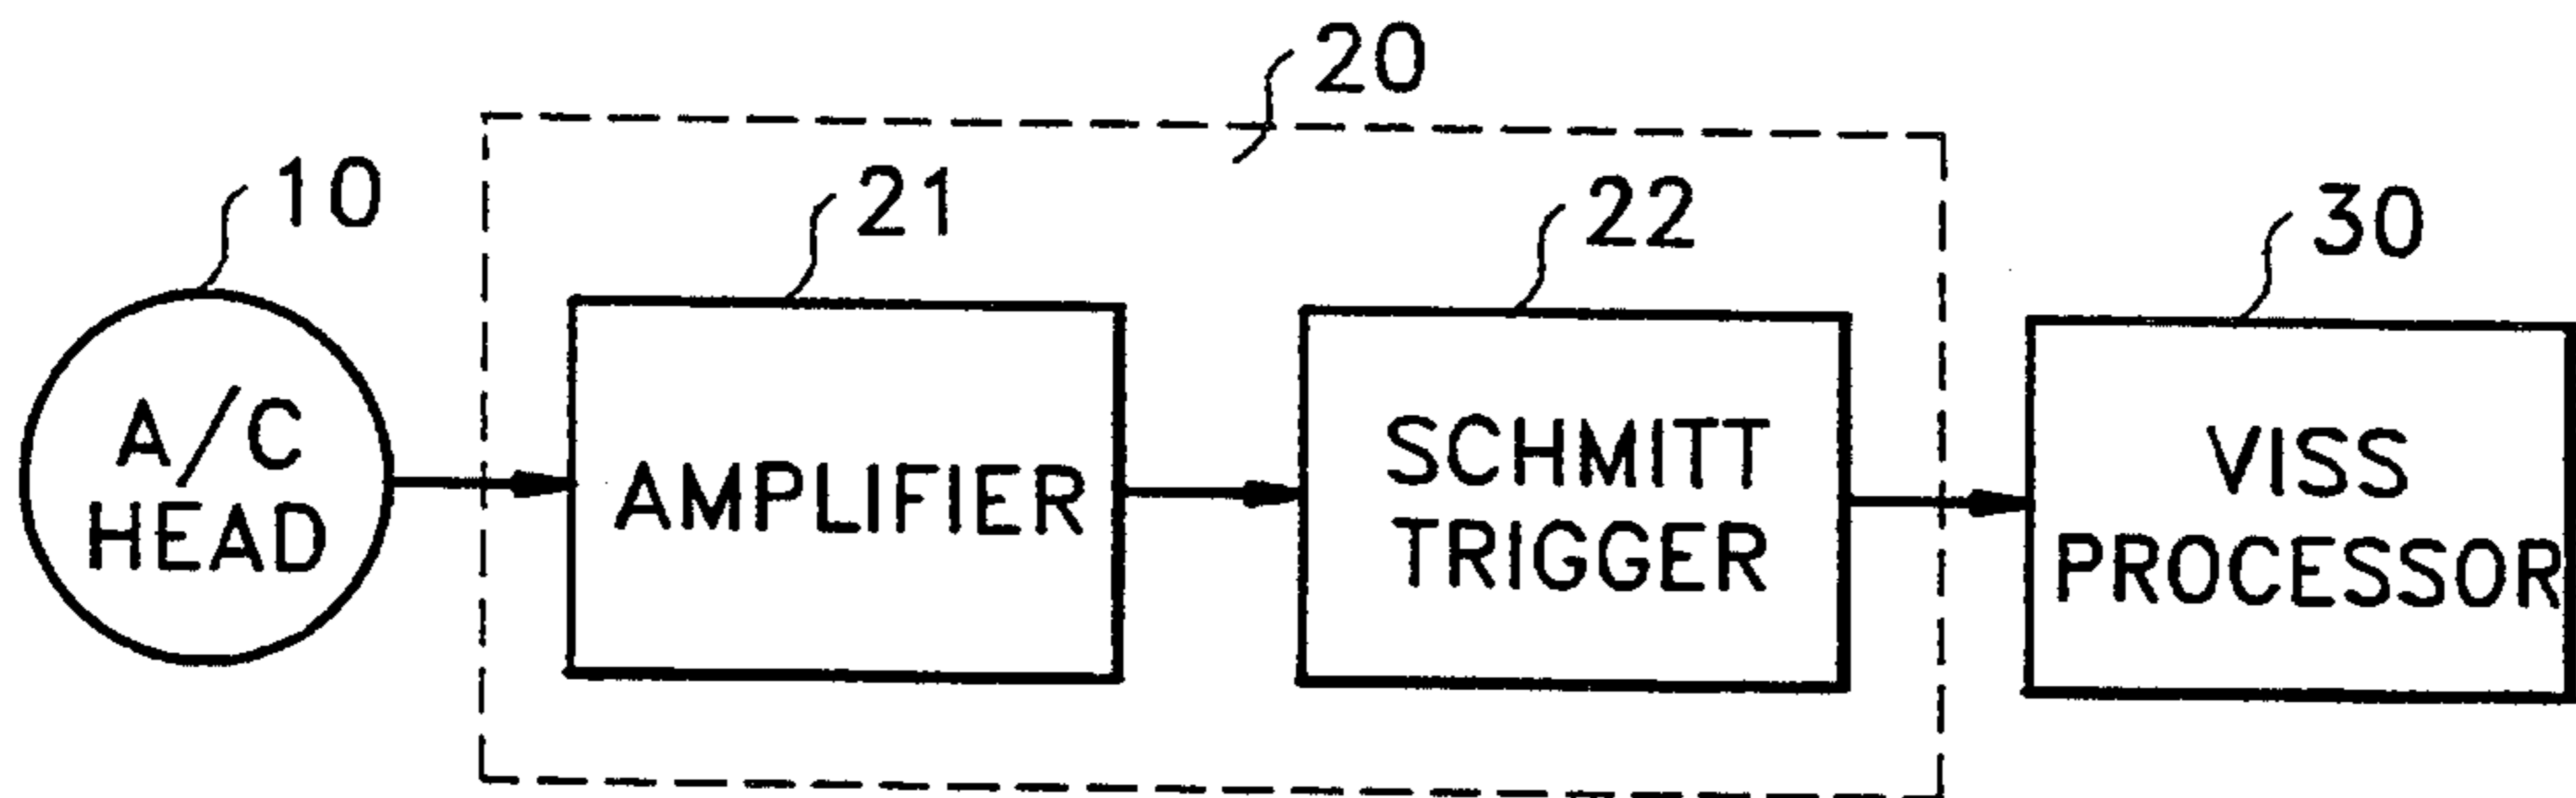 20
10
21
22
30
A/C
HEAD
AMPLIFIER
SCHMITT
TRIGGER
VISS
PROCESSOR